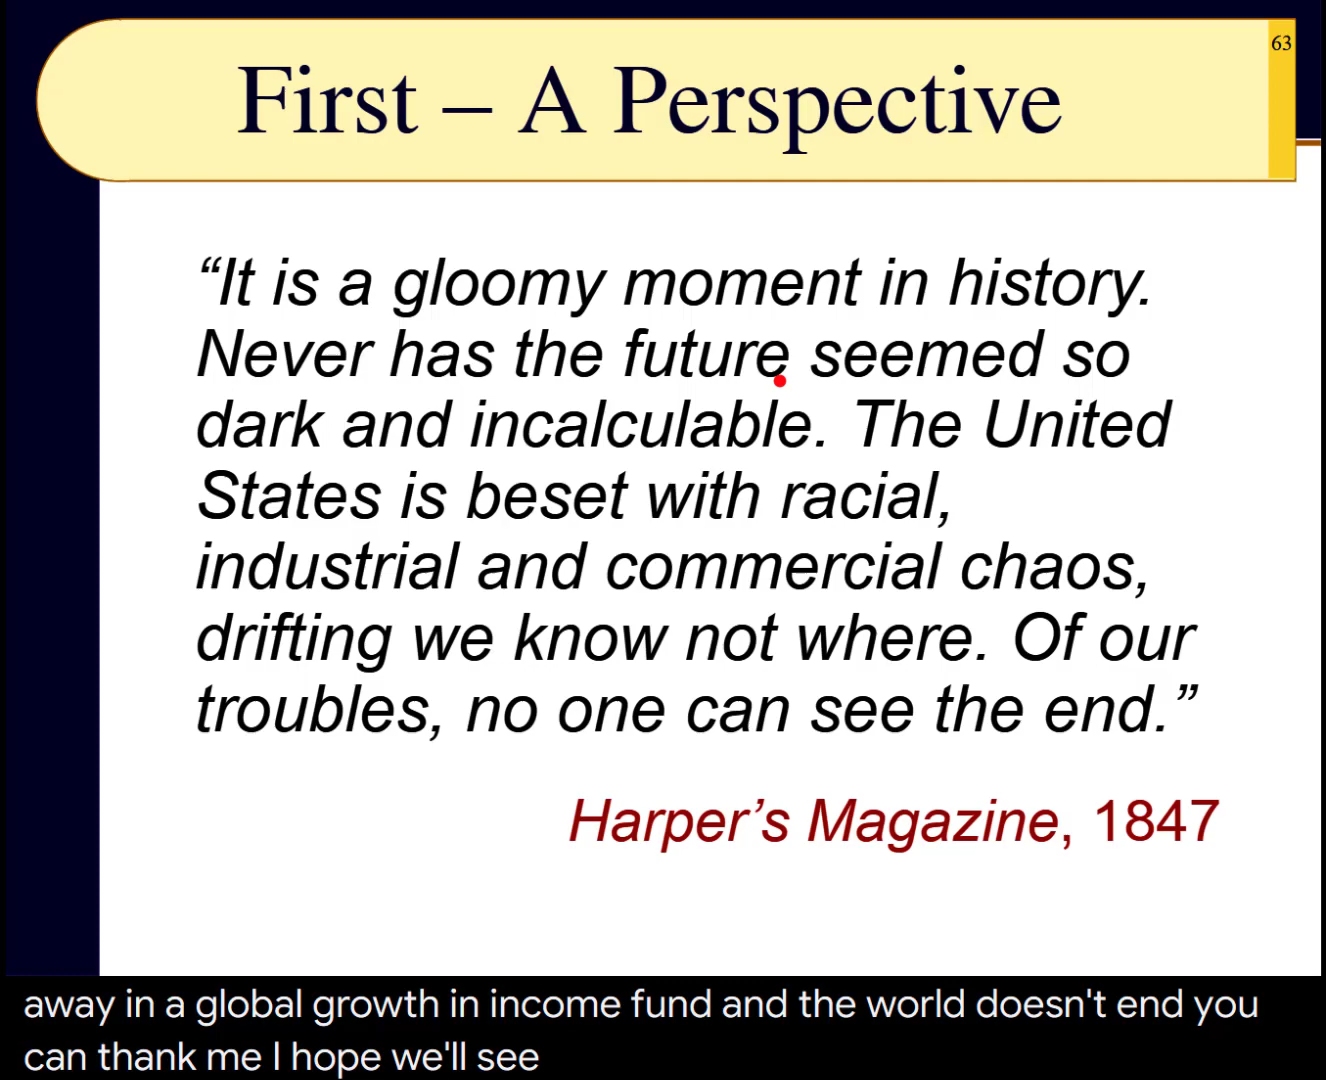 63
First – A Perspective
“It is a gloomy moment in history.
Never has the future seemed so
dark and incalculable. The United
States is beset with racial,
industrial and commercial chaos,
drifting we know not where. Of our
troubles, no one can see the end.”
Harper’s Magazine, 1847
away in a global growth in income fund and the world doesn't end you
can thank me I hope we'll see